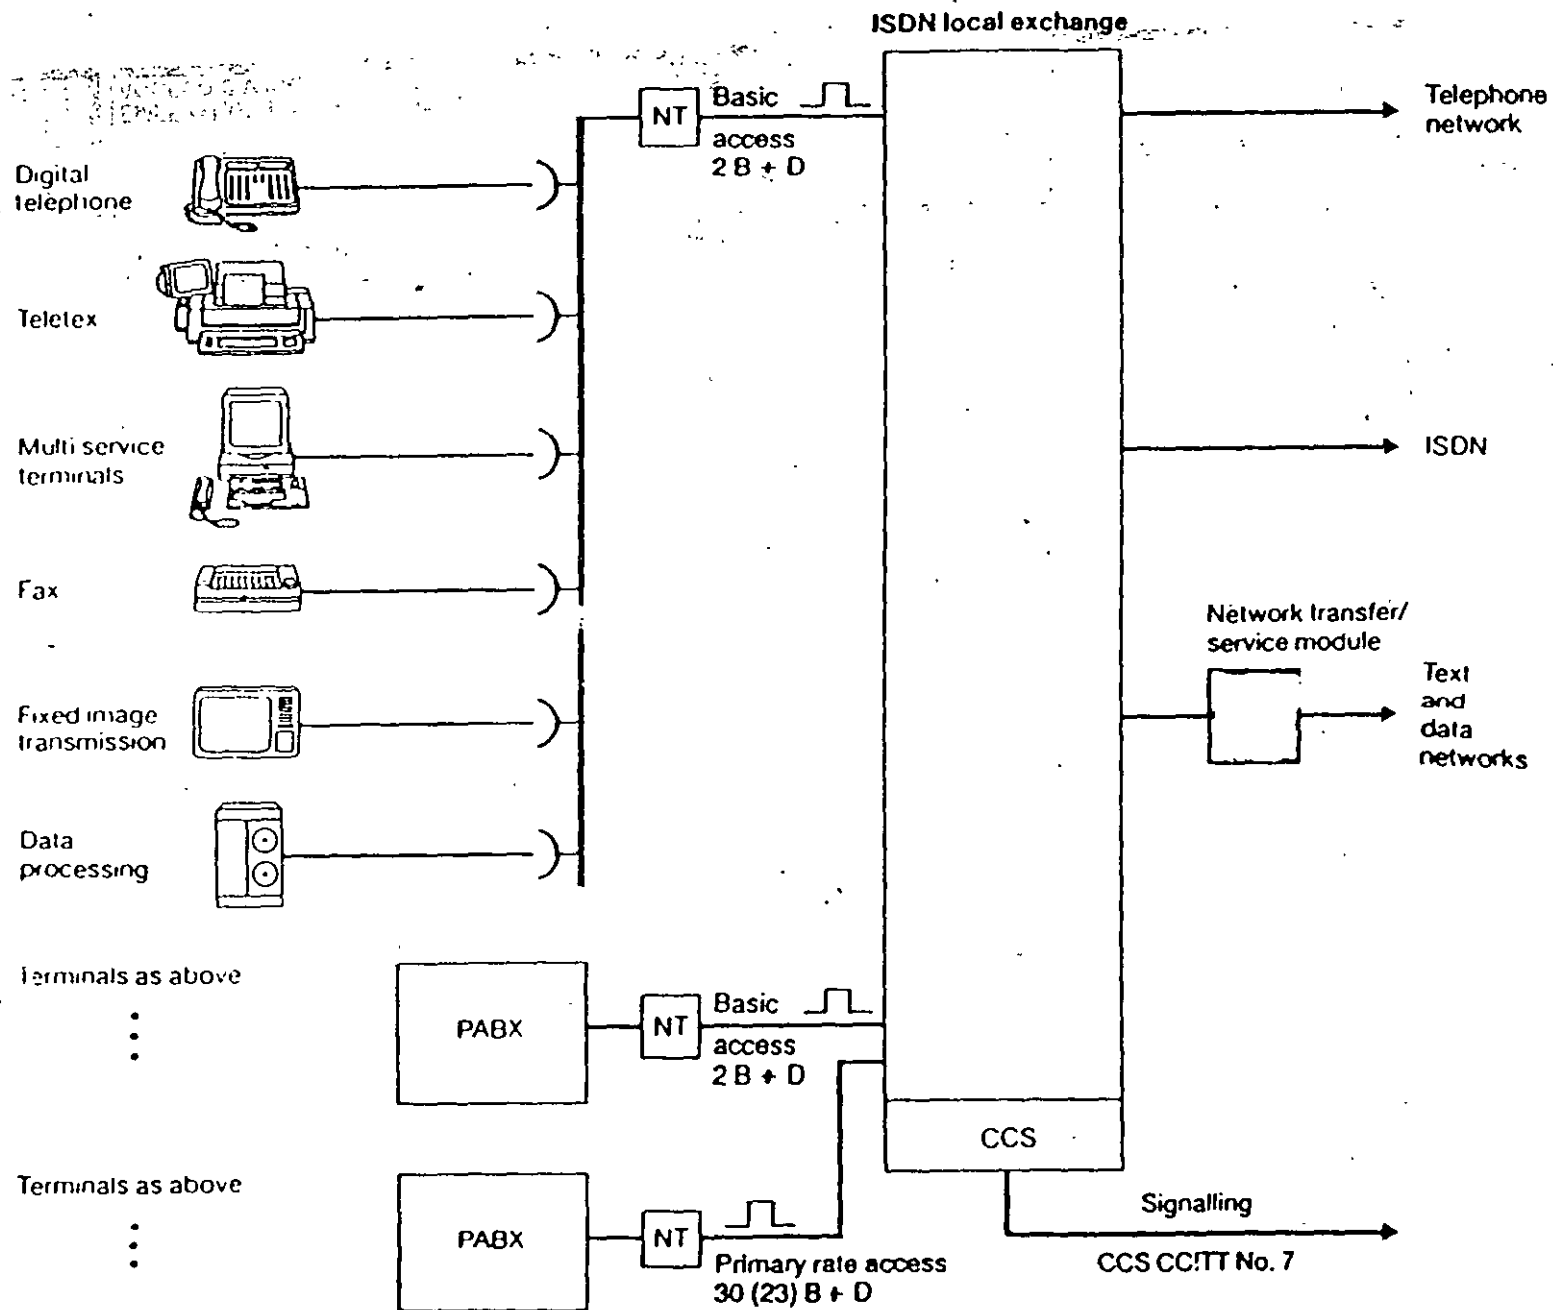 ISDN local exchange
NT
Basic
access
2 B + D
Telephone
network
Digital
telephone
Teletex
Multi service
terminals
ISDN
Fax
Network transfer/
service module
Text
and
data
networks
Fixed image
transmission
Data
processing
Terminals as above
PABX
NT
Basic
access
2 B + D
CCS
Terminals as above
PABX
NT
Primary rate access
30 (23) B + D
Signalling
CCS CCITT No. 7